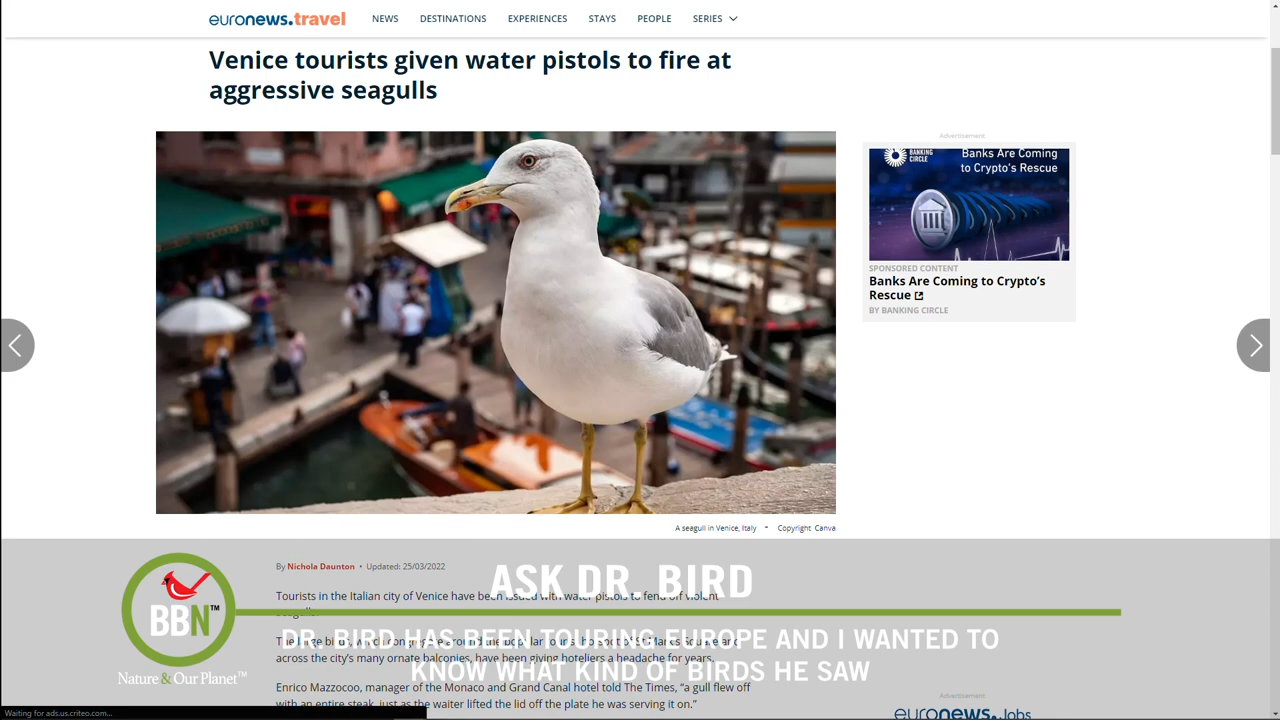 euronews.travel
NEWS DESTINATIONS EXPERIENCES STAYS PEOPLE SERIES
Venice tourists given water pistols to fire at
aggressive seagulls
Advertisement
BANKING
CIRCLE
Banks Are Coming
to Crypto's Rescue
SPONSORED CONTENT
Banks Are Coming to Crypto's
Rescue
BY BANKING CIRCLE
A seagull in Venice, Italy - Copyright Canva
By Nichola Daunton • Updated: 25/03/2022
ASK DR. BIRD
Tourists in the Italian city of Venice have been issued with water pistols to fend off violent
seagulls.
BBN™
DR. BIRD HAS BEEN TOURING EUROPE AND I WANTED TO
KNOW WHAT KIND OF BIRDS HE SAW
across the city's many ornate balconies, have been giving hoteliers a headache for years.
Nature & Our Planet™
Enrico Mazzocoo, manager of the Monaco and Grand Canal hotel told The Times, "a gull flew off
with an entire steak, just as the waiter lifted the lid off the plate he was serving it on."
Advertisement
euronews.Jobs
Waiting for ads.us.criteo.com...